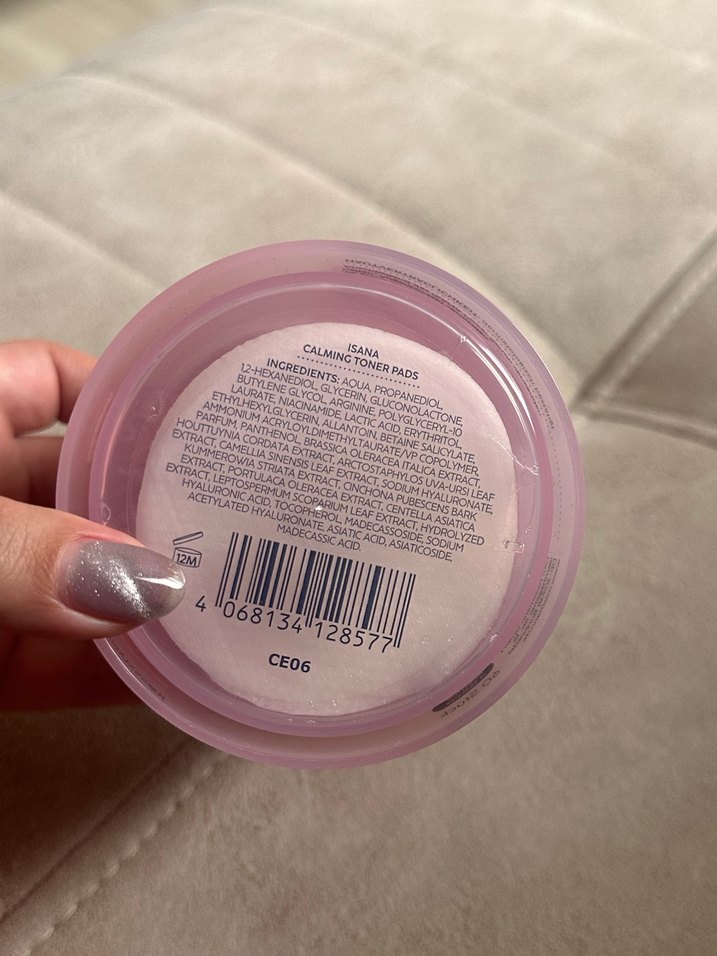 ISANA
CALMING TONER PADS
INGREDIENTS: AQUA, PROPANEDIOL,
1,2-HEXANEDIOL, GLYCERIN, GLUCONOLACTONE,
BUTYLENE GLYCOL, ARGININE, POLYGLYCERYL-10
LAURATE, NIACINAMIDE, LACTIC ACID, ERYTHRITOL,
ETHYLHEXYLGLYCERIN, ALLANTOIN, BETAINE SALICYLATE,
AMMONIUM ACRYLOYLDIMETHYLTAURATE/VP COPOLYMER,
PARFUM, PANTHENOL, BRASSICA OLERACEA ITALICA EXTRACT,
HOUTTUYNIA CORDATA EXTRACT, ARCTOSTAPHYLOS UVA-URSI LEAF
EXTRACT, CAMELLIA SINENSIS LEAF EXTRACT, SODIUM HYALURONATE,
KUMMEROWIA STRIATA EXTRACT, CINCHONA PUBESCENS BARK
EXTRACT, PORTULACA OLERACEA EXTRACT, CENTELLA ASIATICA
EXTRACT, LEPTOSPERMUM SCOPARIUM LEAF EXTRACT, HYDROLYZED
HYALURONIC ACID, TOCOPHEROL, MADECASSOSIDE, SODIUM
ACETYLATED HYALURONATE, ASIATIC ACID, ASIATICOSIDE,
MADECASSIC ACID.
12M
4 068134 128577
CE06
60 Stück